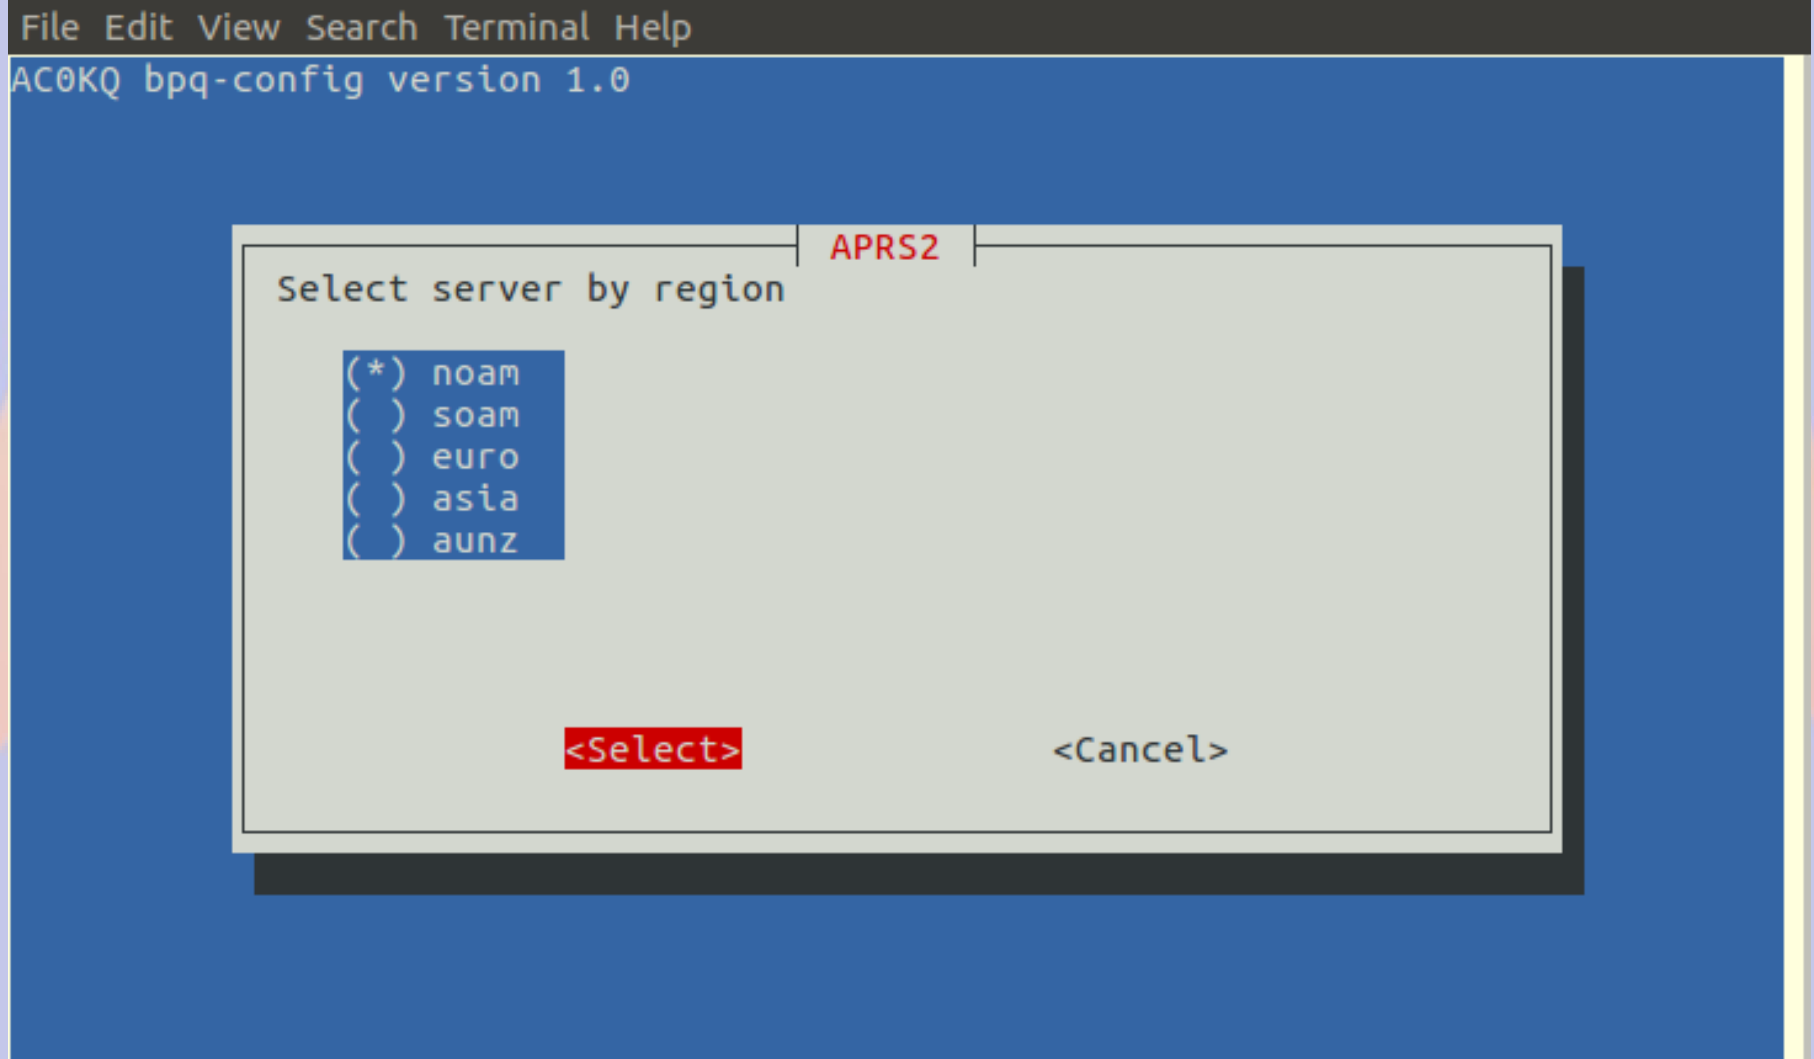 File Edit View Search Terminal Help
AC0KQ bpq-config version 1.0
APRS2
Select server by region
(*) noam
( ) soam
( ) euro
( ) asia
( ) aunz
<Select> <Cancel>